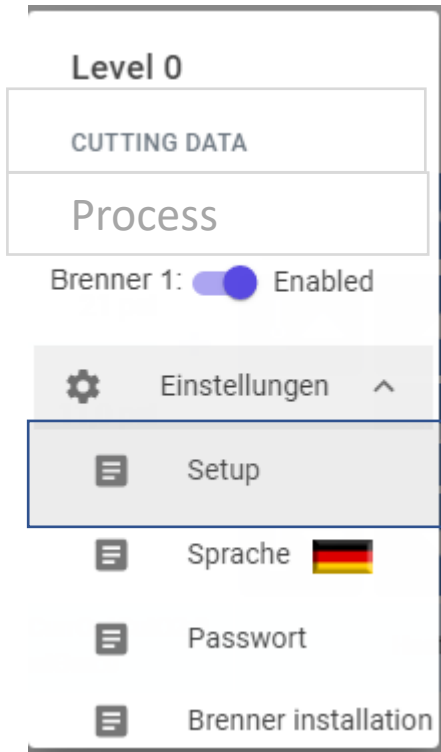 Level 0
CUTTING DATA
Process
Brenner 1: Enabled
Einstellungen
Setup
Sprache
Passwort
Brenner installation